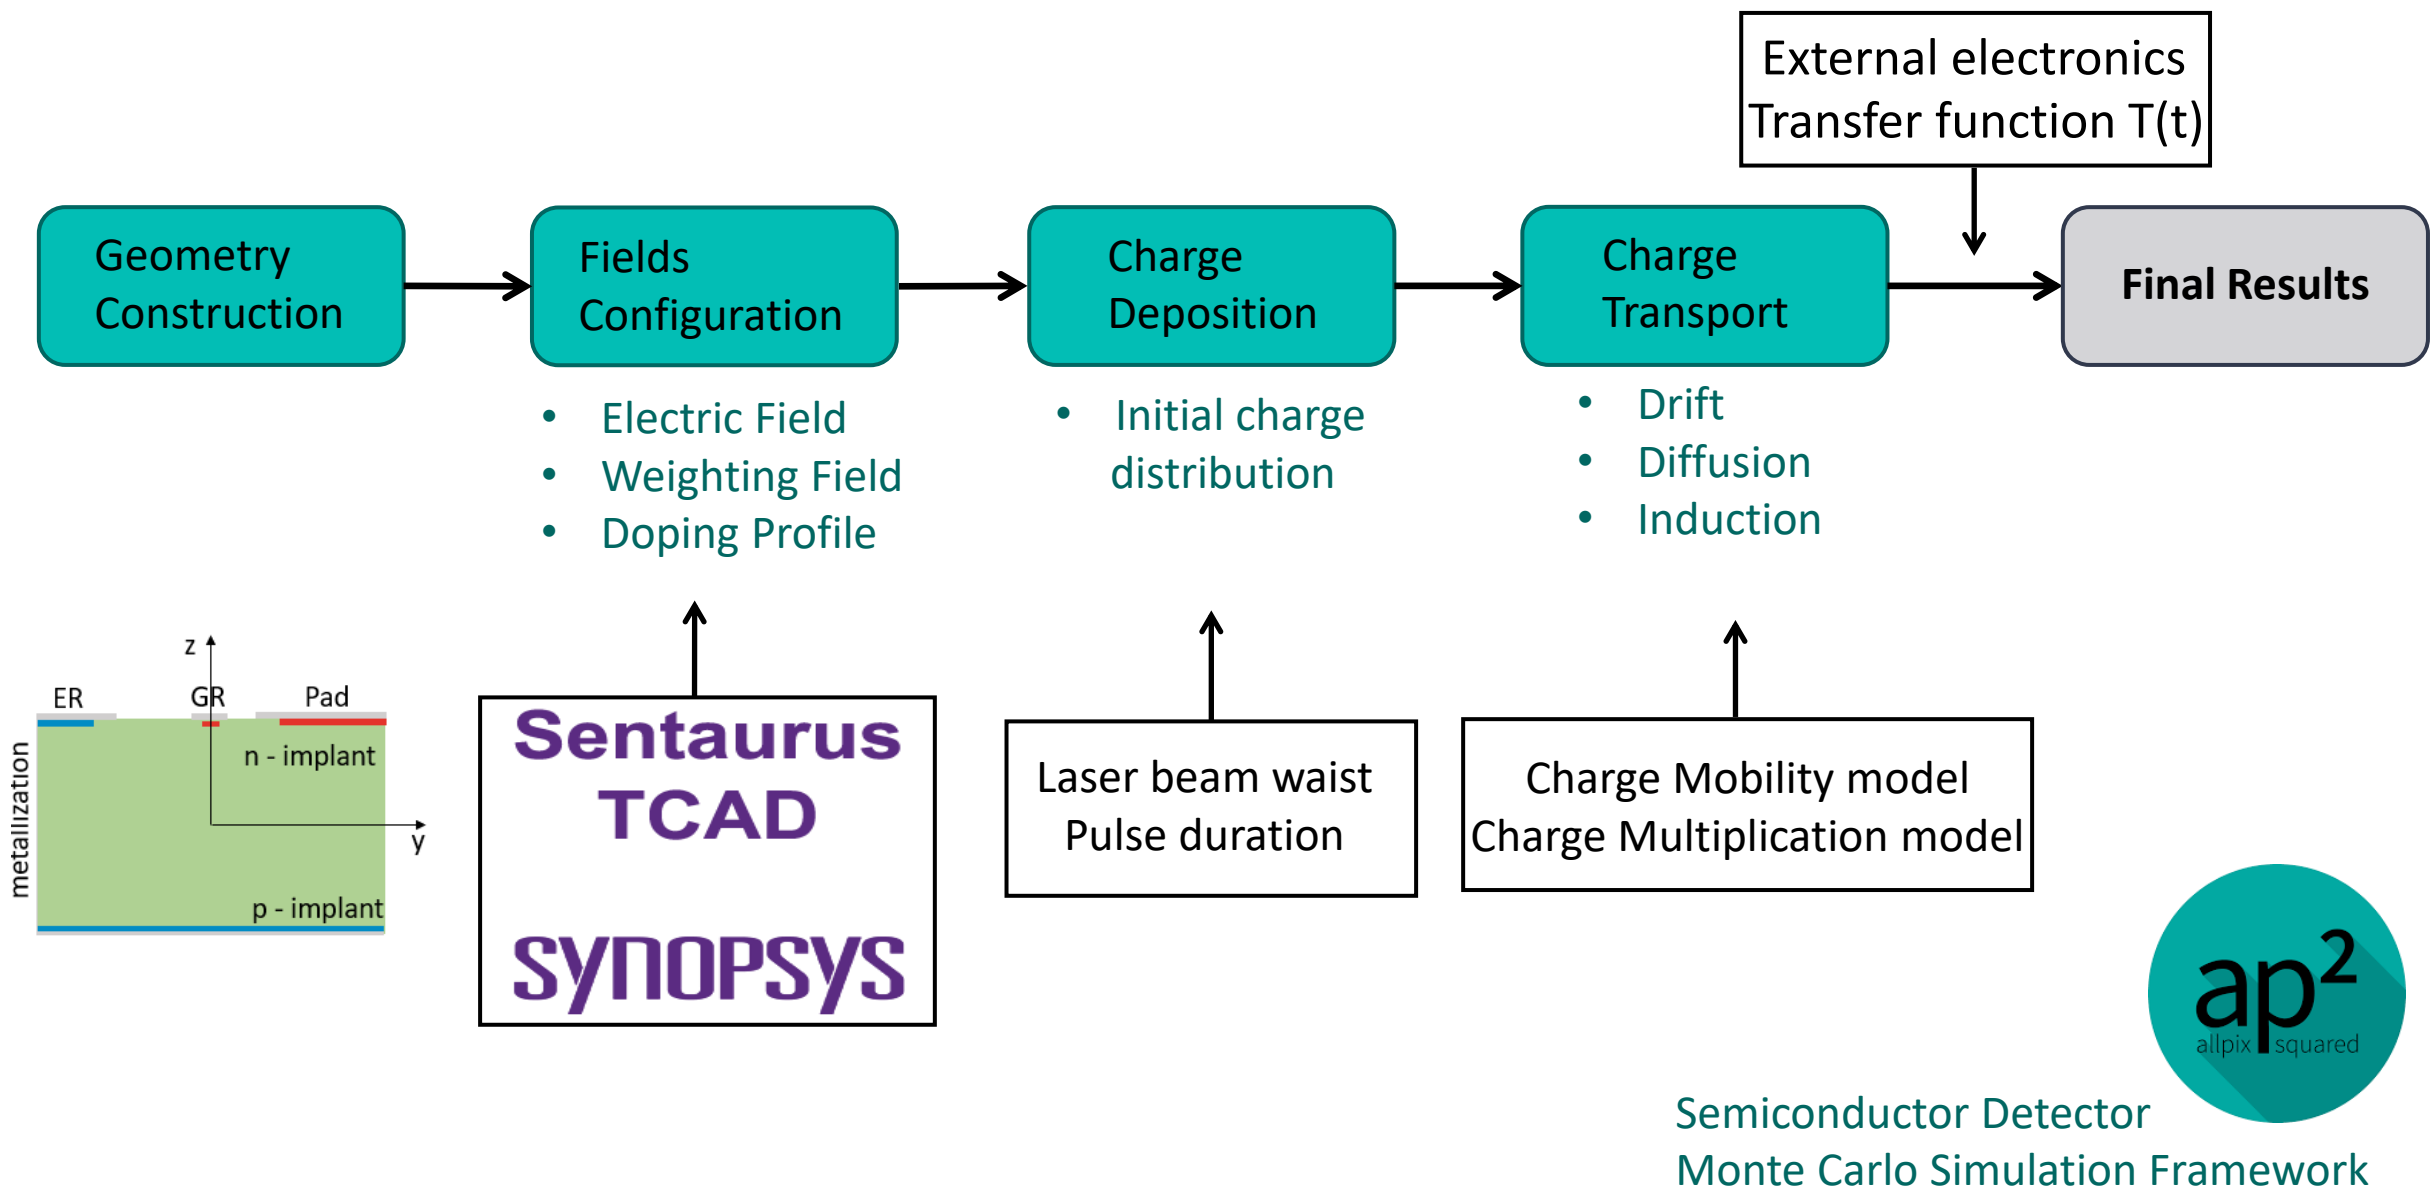 External electronics
Transfer function T(t)
Geometry
Construction
Fields
Configuration
Charge
Deposition
Charge
Transport
Final Results
• Electric Field
• Weighting Field
• Doping Profile
• Initial charge
distribution
• Drift
• Diffusion
• Induction
z
ER
GR
Pad
n - implant
metallization
y
p - implant
Sentaurus
TCAD
SYNOPSYS
Laser beam waist
Pulse duration
Charge Mobility model
Charge Multiplication model
ap²
allpix squared
Semiconductor Detector
Monte Carlo Simulation Framework